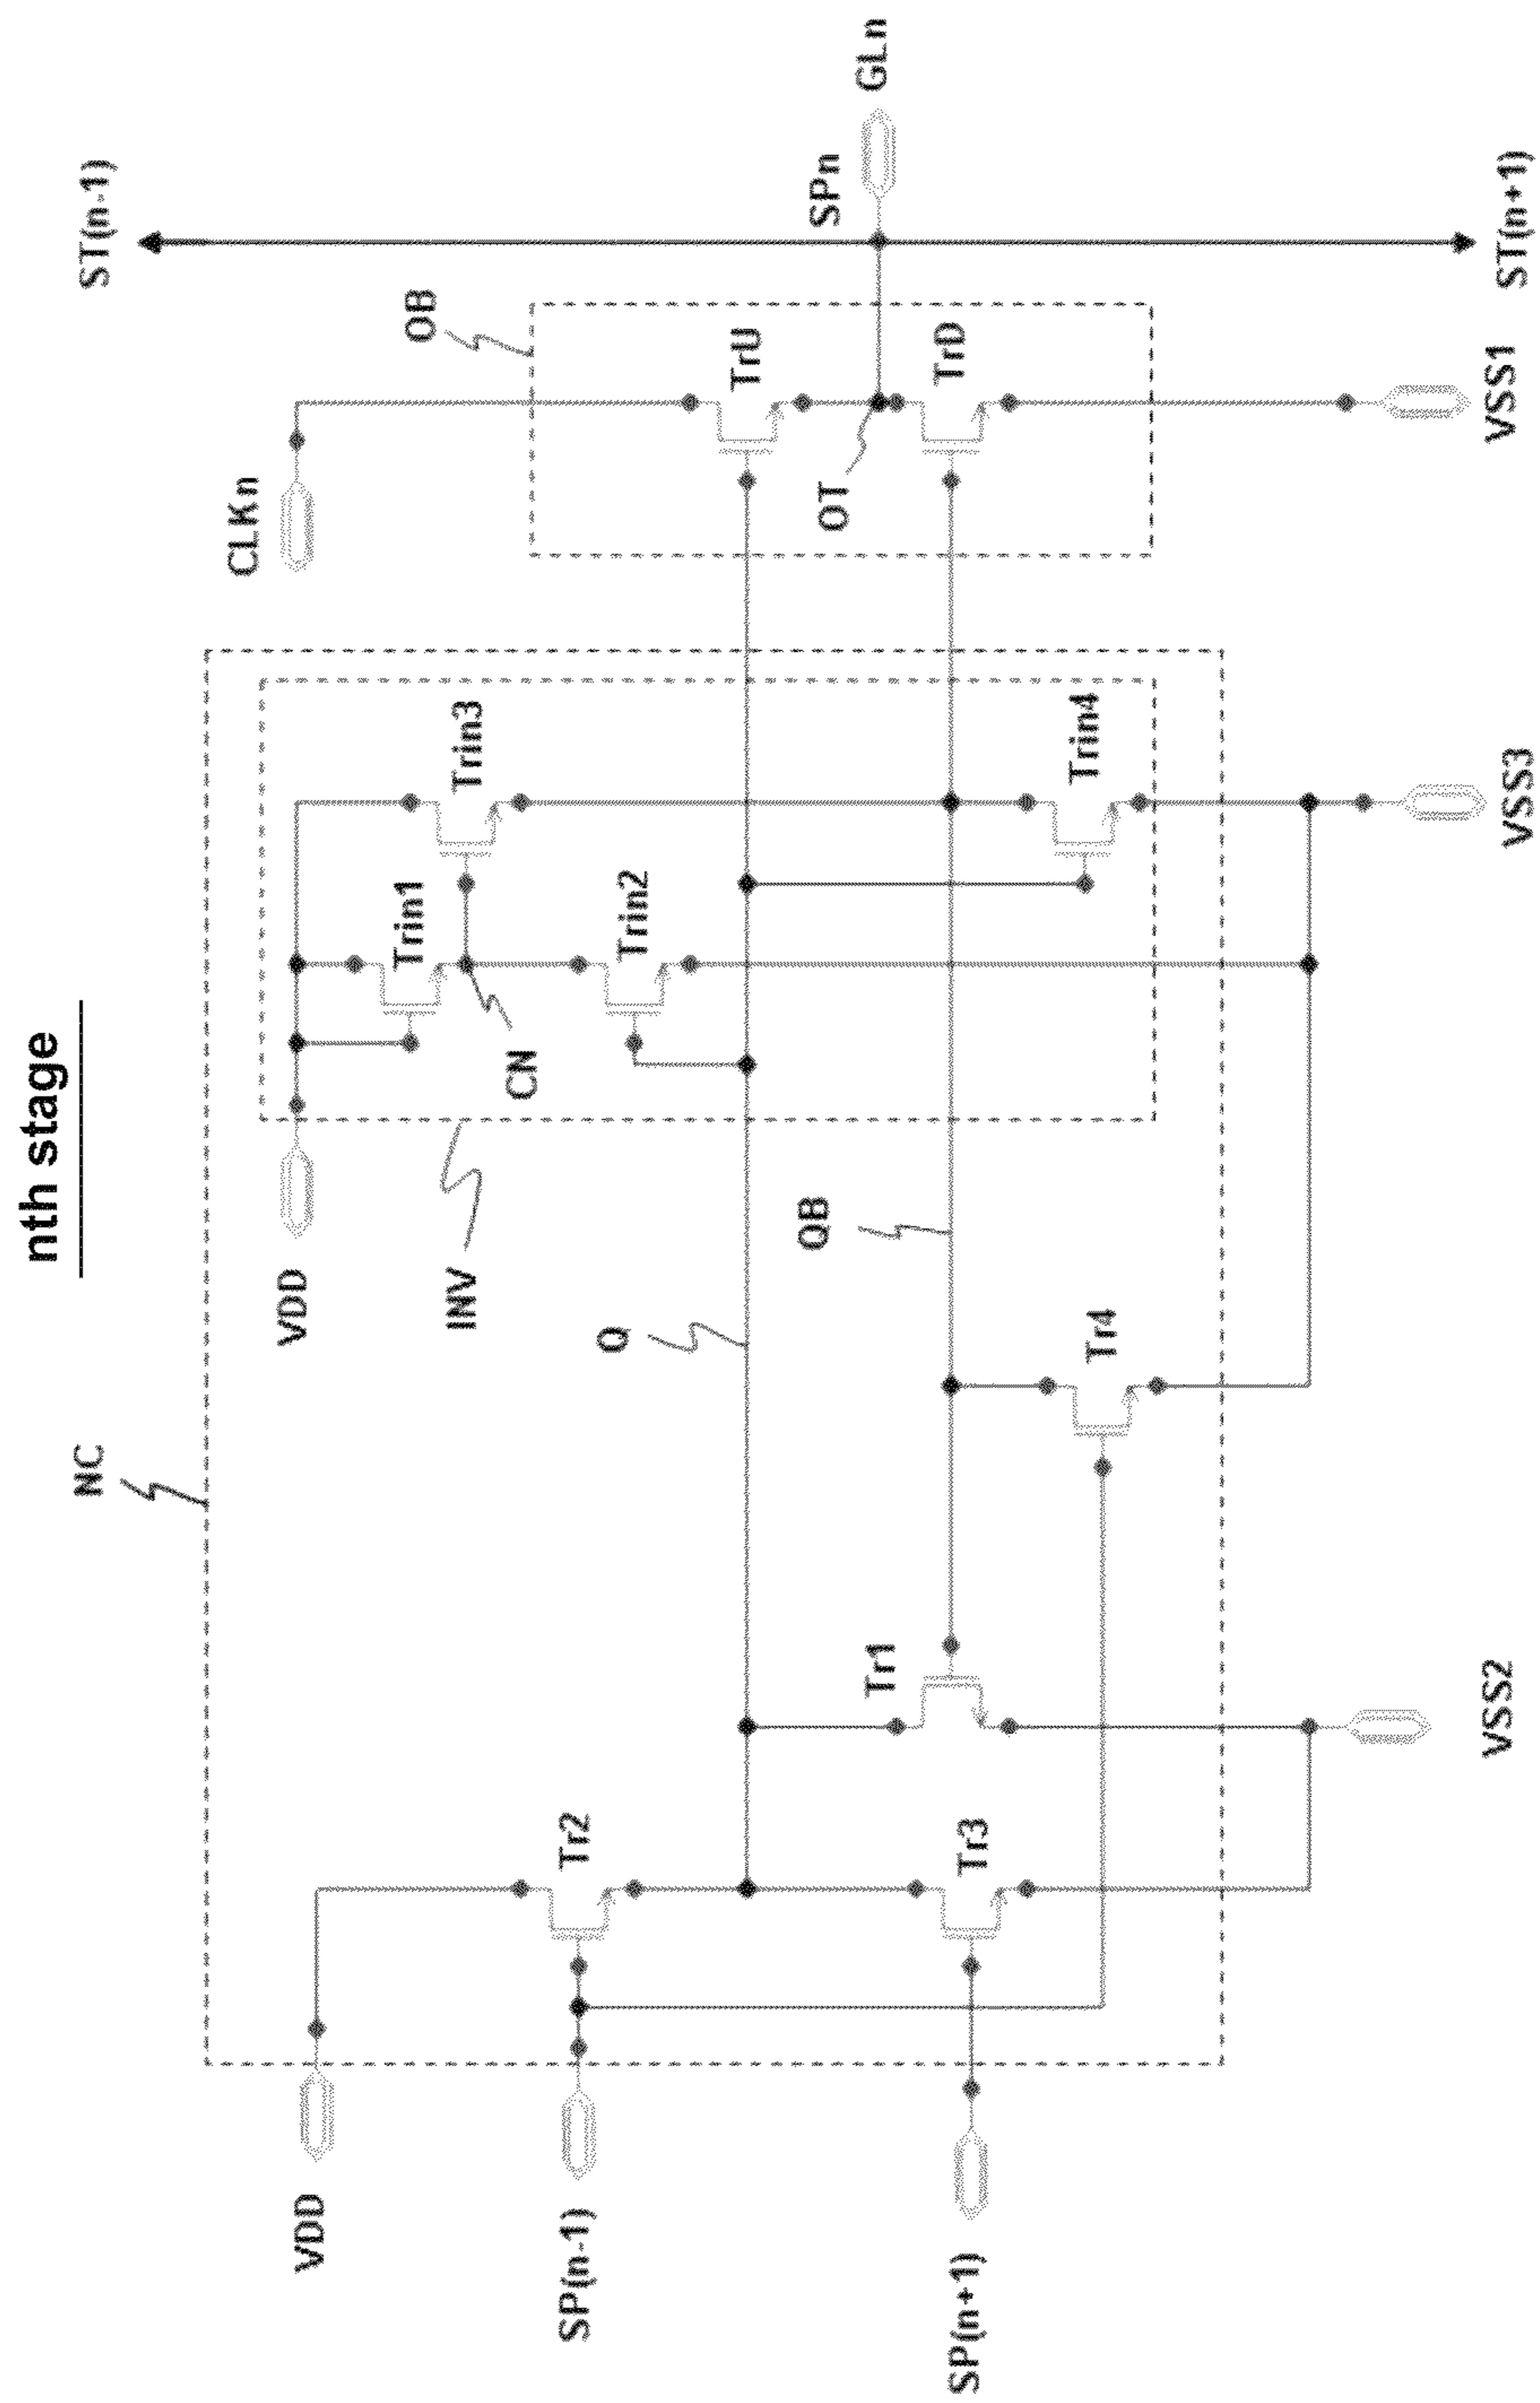 nth stage
NC
VDD
SP(n-1)
SP(n+1)
Tr2
Tr3
Tr1
VSS2
Tr4
Q
QB
VDD
INV
CN
Trin1
Trin2
Trin3
Trin4
VSS3
CLKn
OB
TrU
OT
TrD
VSS1
ST(n-1)
SPn
GLn
ST(n+1)